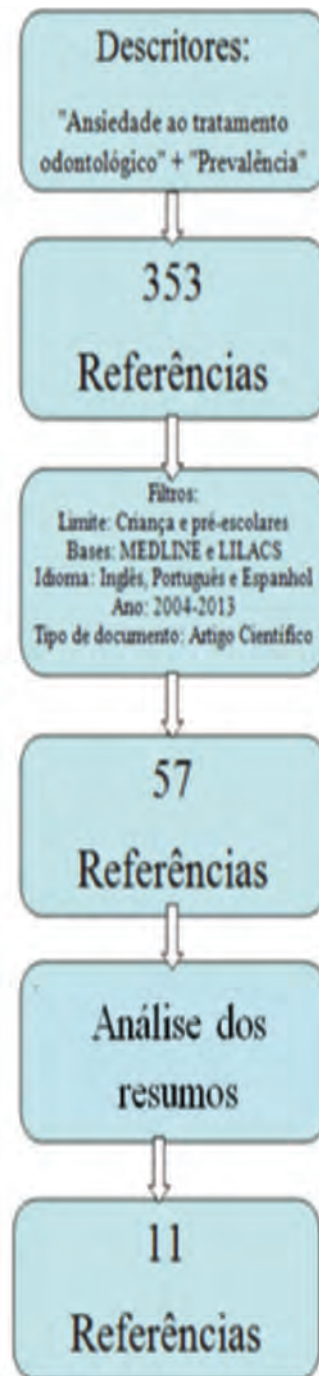 Descritores:
"Ansiedade ao tratamento
odontológico" + "Prevalência"
353
Referências
Filtros:
Limite: Criança e pré-escolares
Bases: MEDLINE e LILACS
Idioma: Inglês, Português e Espanhol
Ano: 2004-2013
Tipo de documento: Artigo Científico
57
Referências
Análise dos
resumos
11
Referências